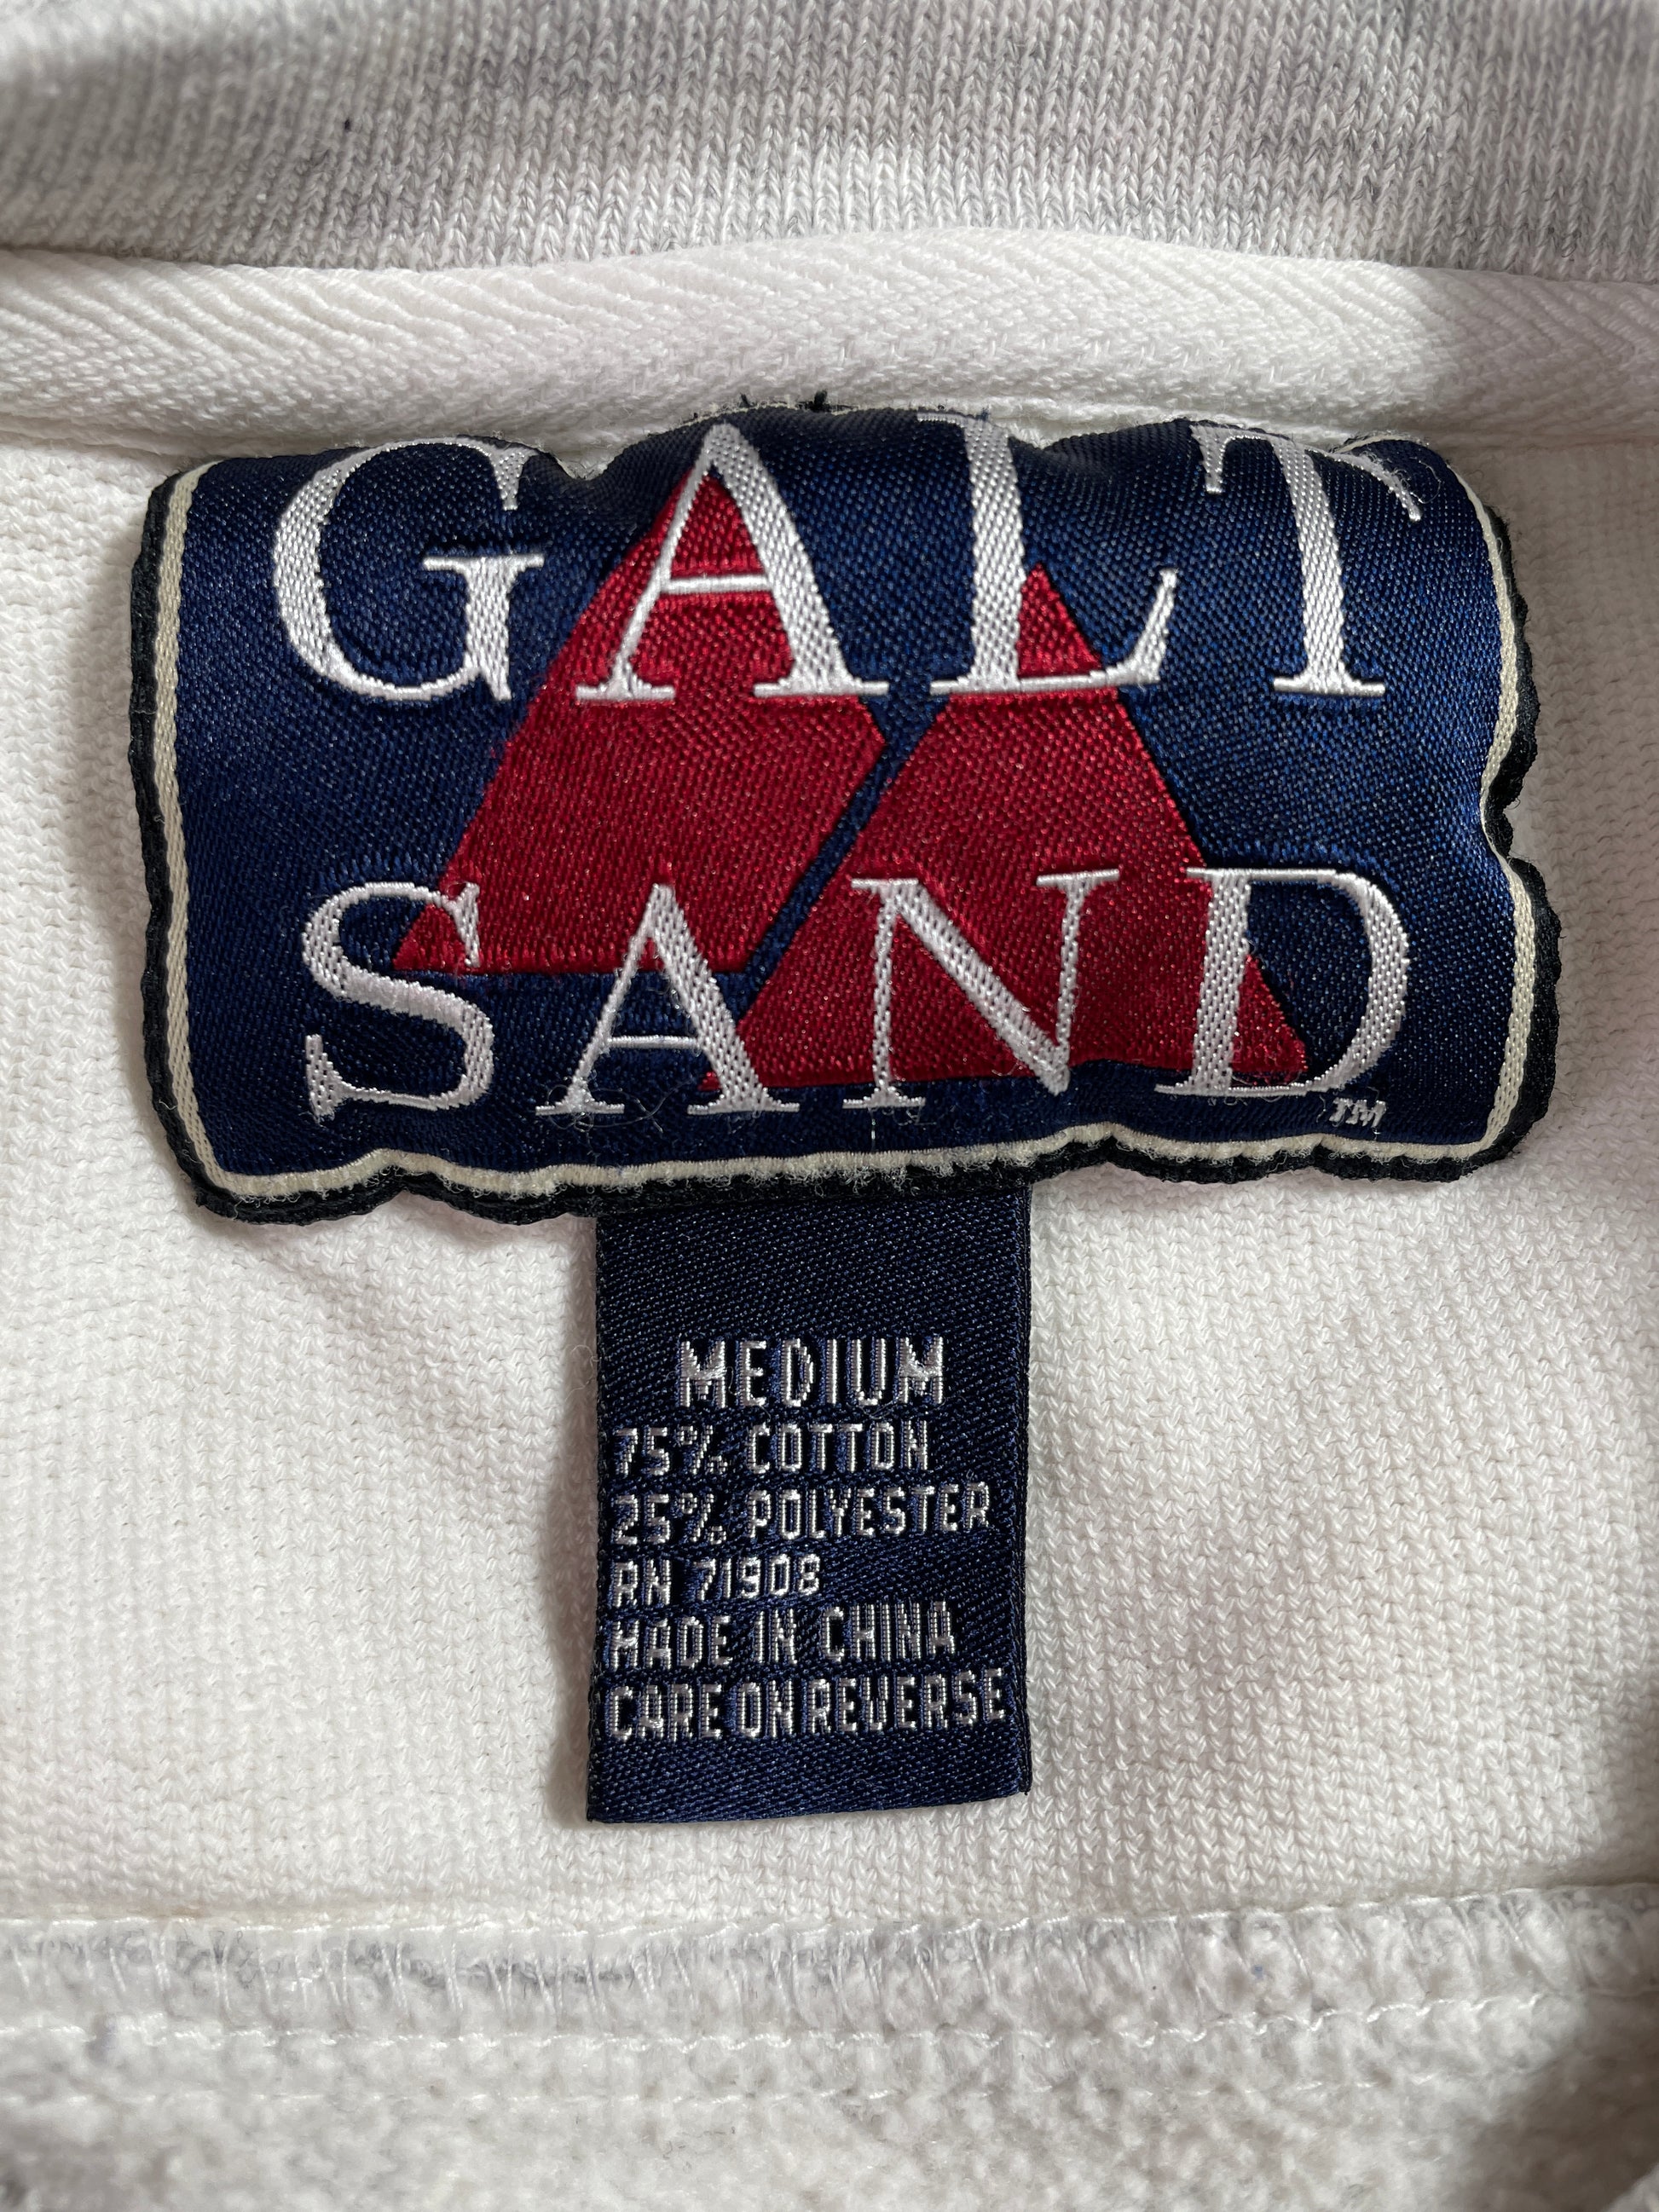 GALT
SAND
™
MEDIUM
75% COTTON
25% POLYESTER
RN 71908
MADE IN CHINA
CARE ON REVERSE